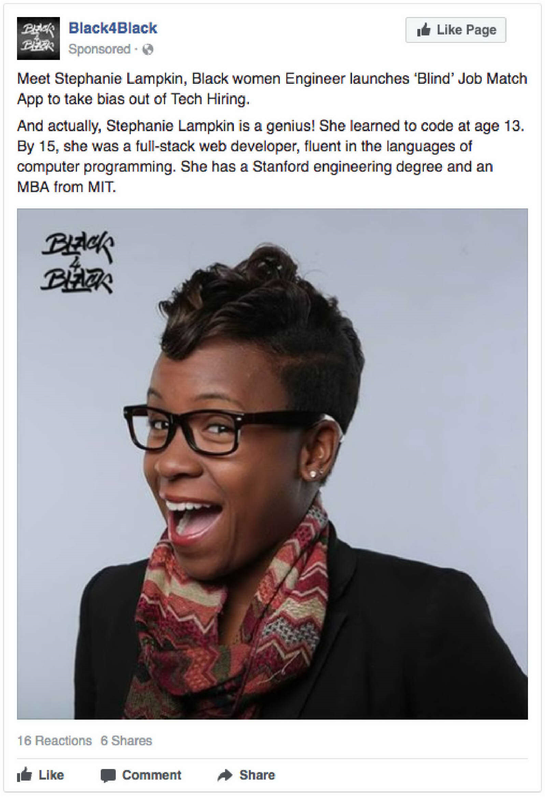 BLACK
4
BLACK
Black4Black
Like Page
Sponsored ·
Meet Stephanie Lampkin, Black women Engineer launches ‘Blind’ Job Match
App to take bias out of Tech Hiring.
And actually, Stephanie Lampkin is a genius! She learned to code at age 13.
By 15, she was a full-stack web developer, fluent in the languages of
computer programming. She has a Stanford engineering degree and an
MBA from MIT.
BLACK
4
BLACK
16 Reactions 6 Shares
Like Comment Share